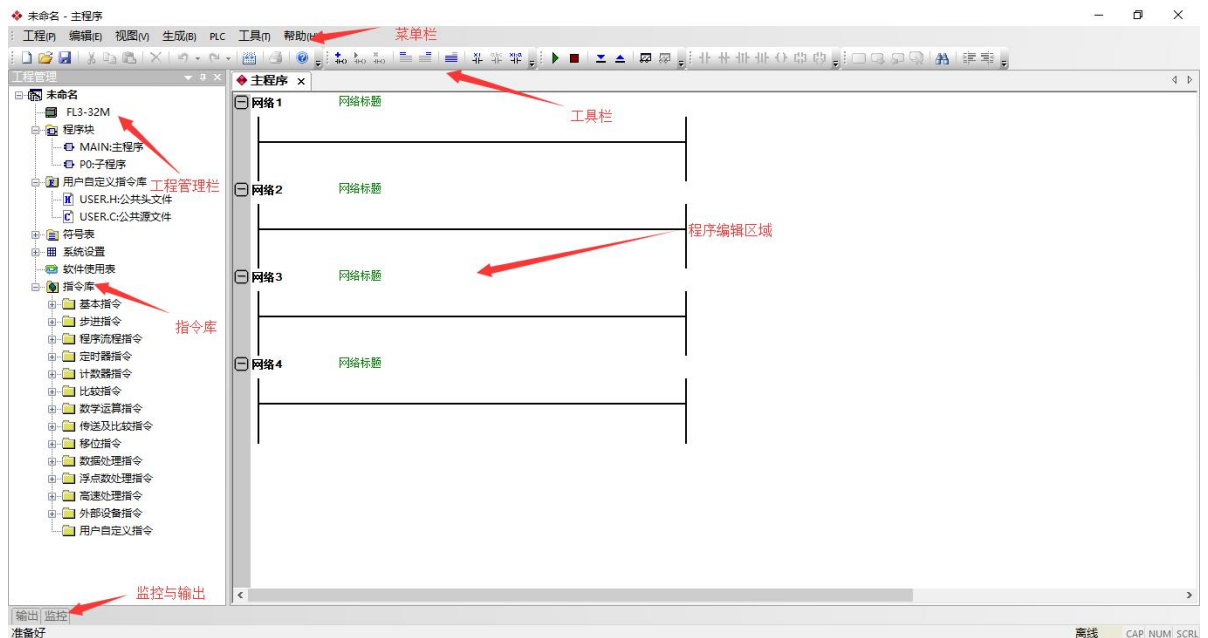 未命名 - 主程序
工程(P) 编辑(E) 视图(V) 生成(B) PLC 工具(T) 帮助(H)
菜单栏
工具栏
工程管理
未命名
FL3-32M
程序块
MAIN:主程序
P0:子程序
用户自定义指令库
工程管理栏
USER.H:公共头文件
USER.C:公共源文件
符号表
系统设置
软件使用表
指令库
基本指令
步进指令
程序流程指令
定时器指令
计数器指令
比较指令
数学运算指令
传送及比较指令
移位指令
数据处理指令
浮点数处理指令
高速处理指令
外部设备指令
用户自定义指令
指令库
主程序
网络1 网络标题
网络2 网络标题
程序编辑区域
网络3 网络标题
网络4 网络标题
监控与输出
输出 监控
准备好
离线 CAP NUM SCRL